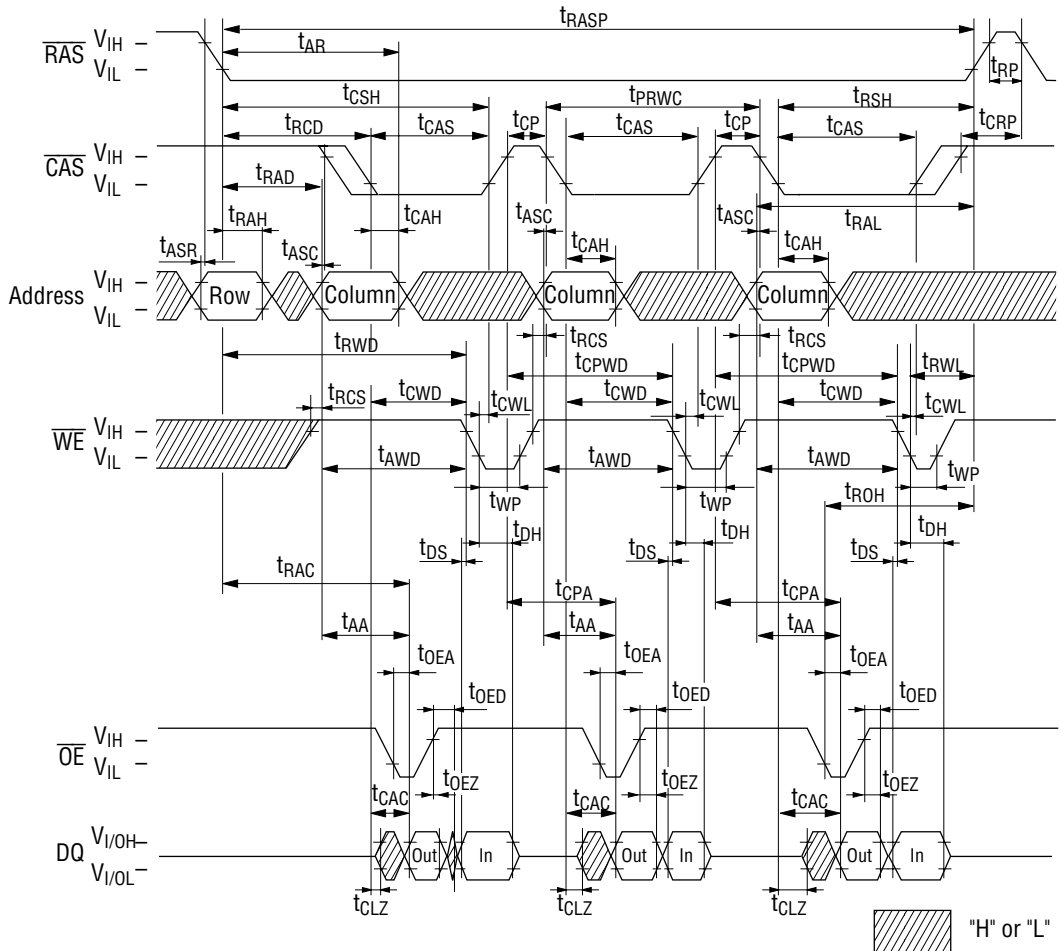 tRASP
tAR
RAS VIH
VIL
tRP
tCSH
tPRWC
tRSH
tRCD
tCAS
tCP
tCAS
tCP
tCAS
tCRP
CAS VIH
VIL
tRAD
tCAH
tRAL
tRAH
tASC
tASC
tASR
tASC
tCAH
tCAH
Address VIH
VIL
Row
Column
Column
Column
tRWD
tRCS
tRCS
tCPWD
tCPWD
tRWL
tRCS
tCWD
tCWL
tCWD
tCWL
tCWD
tCWL
WE VIH
VIL
tAWD
tAWD
tAWD
tWP
tWP
tWP
tROH
tDH
tDH
tDH
tDS
tDS
tDS
tRAC
tCPA
tCPA
tAA
tAA
tAA
tOEA
tOEA
tOEA
tOED
tOED
tOED
OE VIH
VIL
tOEZ
tOEZ
tOEZ
tCAC
tCAC
tCAC
DQ VI/OH
VI/OL
Out
In
Out
In
Out
In
tCLZ
tCLZ
tCLZ
"H" or "L"